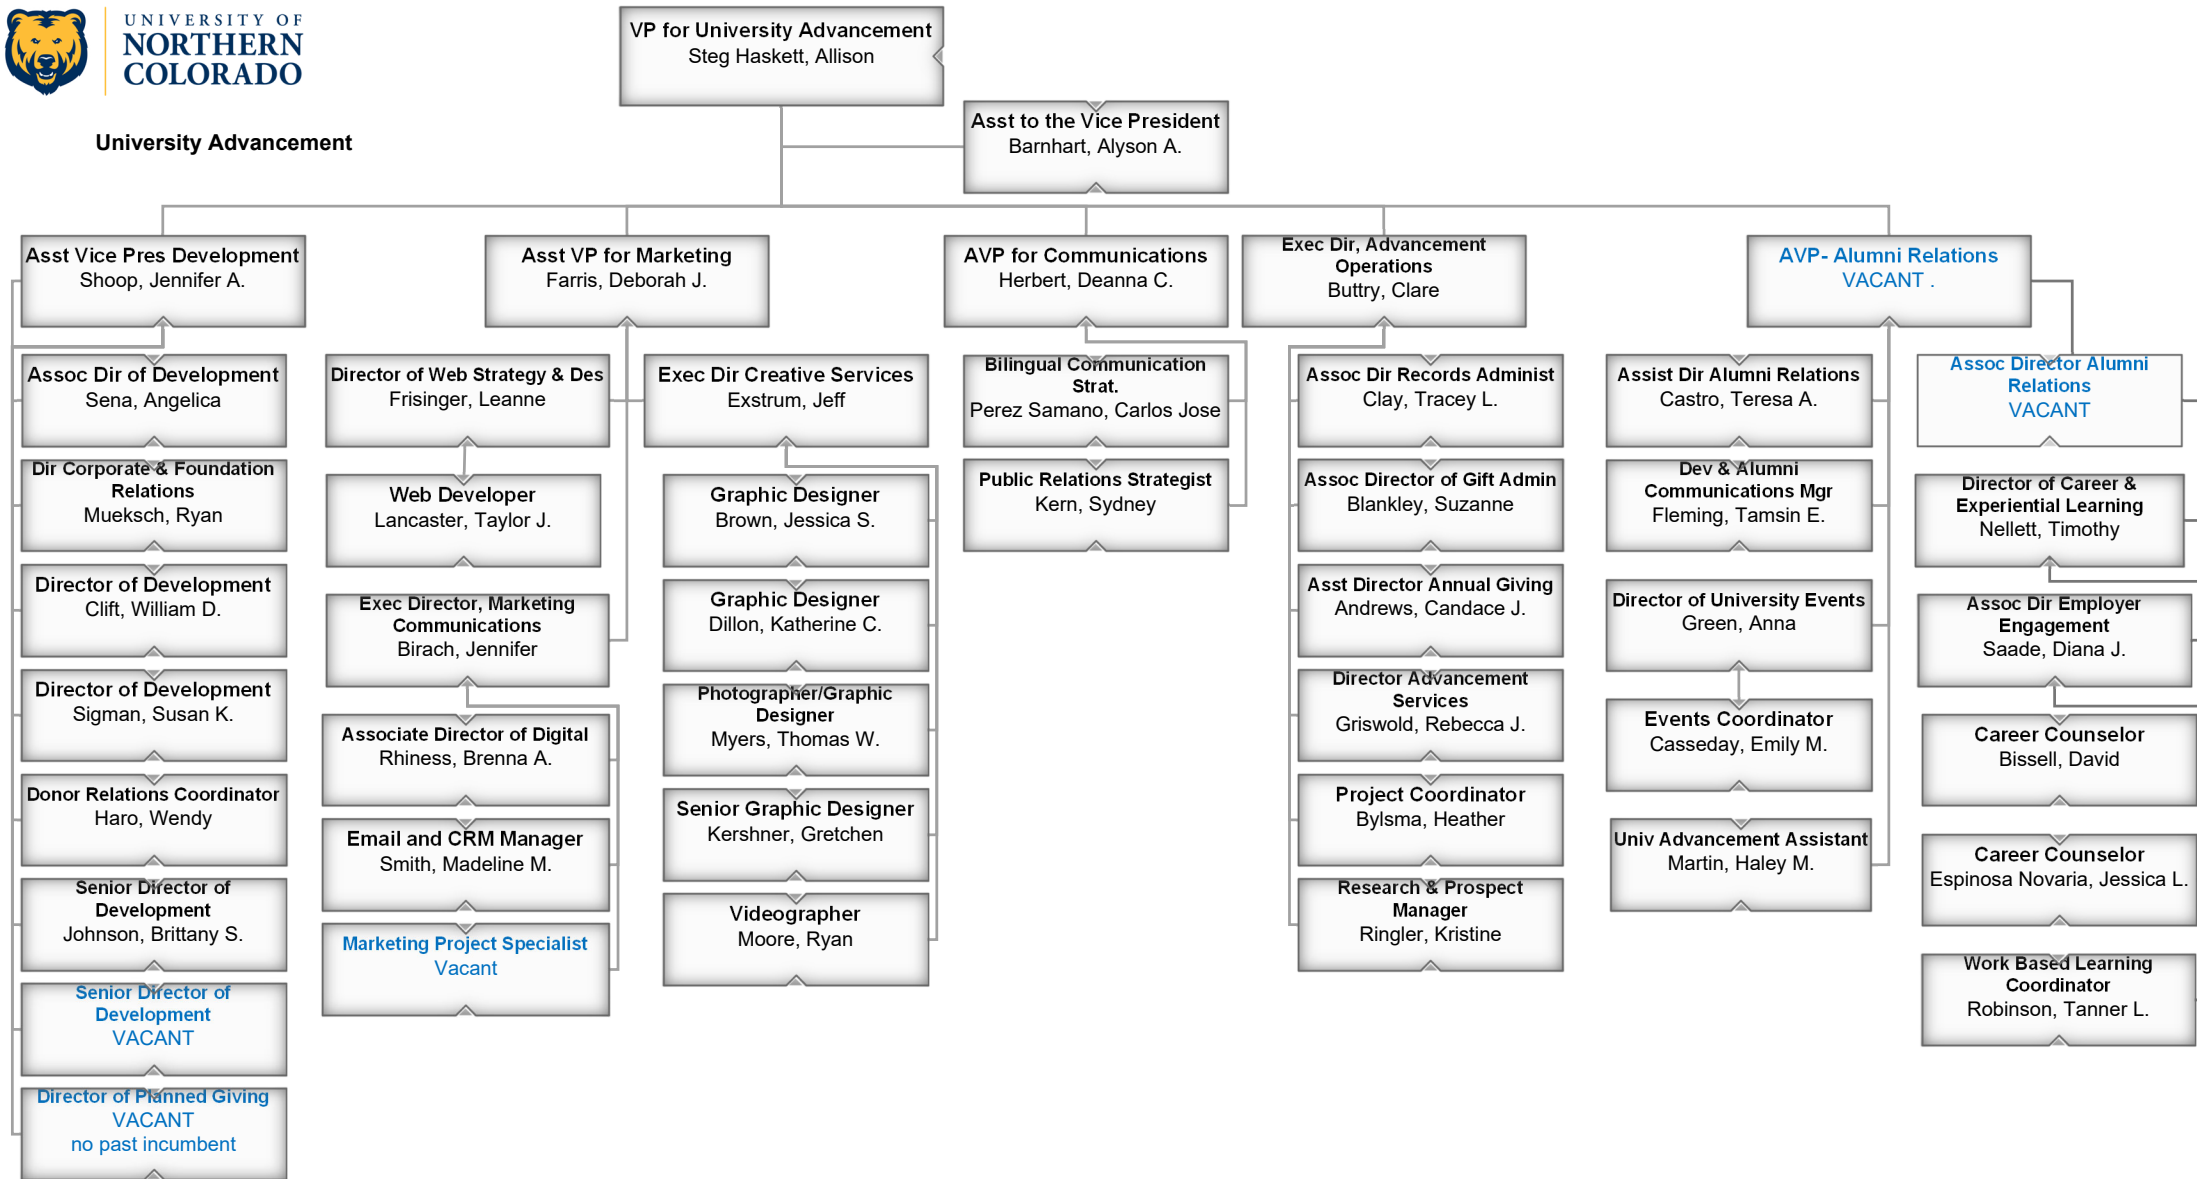 UNIVERSITY OF
NORTHERN
COLORADO
University Advancement
VP for University Advancement
Steg Haskett, Allison
Asst to the Vice President
Barnhart, Alyson A.
Asst Vice Pres Development
Shoop, Jennifer A.
Asst VP for Marketing
Farris, Deborah J.
AVP for Communications
Herbert, Deanna C.
Exec Dir, Advancement
Operations
Buttry, Clare
AVP- Alumni Relations
VACANT .
Assoc Dir of Development
Sena, Angelica
Dir Corporate & Foundation
Relations
Mueksch, Ryan
Director of Development
Clift, William D.
Director of Development
Sigman, Susan K.
Donor Relations Coordinator
Haro, Wendy
Senior Director of
Development
Johnson, Brittany S.
Senior Director of
Development
VACANT
Director of Planned Giving
VACANT
no past incumbent
Director of Web Strategy & Des
Frisinger, Leanne
Web Developer
Lancaster, Taylor J.
Exec Director, Marketing
Communications
Birach, Jennifer
Associate Director of Digital
Rhiness, Brenna A.
Email and CRM Manager
Smith, Madeline M.
Marketing Project Specialist
Vacant
Exec Dir Creative Services
Exstrum, Jeff
Graphic Designer
Brown, Jessica S.
Graphic Designer
Dillon, Katherine C.
Photographer/Graphic
Designer
Myers, Thomas W.
Senior Graphic Designer
Kershner, Gretchen
Videographer
Moore, Ryan
Bilingual Communication
Strat.
Perez Samano, Carlos Jose
Public Relations Strategist
Kern, Sydney
Assoc Dir Records Administ
Clay, Tracey L.
Assoc Director of Gift Admin
Blankley, Suzanne
Asst Director Annual Giving
Andrews, Candace J.
Director Advancement
Services
Griswold, Rebecca J.
Project Coordinator
Bylsma, Heather
Research & Prospect
Manager
Ringler, Kristine
Assist Dir Alumni Relations
Castro, Teresa A.
Dev & Alumni
Communications Mgr
Fleming, Tamsin E.
Director of University Events
Green, Anna
Events Coordinator
Casseday, Emily M.
Univ Advancement Assistant
Martin, Haley M.
Assoc Director Alumni
Relations
VACANT
Director of Career &
Experiential Learning
Nellett, Timothy
Assoc Dir Employer
Engagement
Saade, Diana J.
Career Counselor
Bissell, David
Career Counselor
Espinosa Novaria, Jessica L.
Work Based Learning
Coordinator
Robinson, Tanner L.